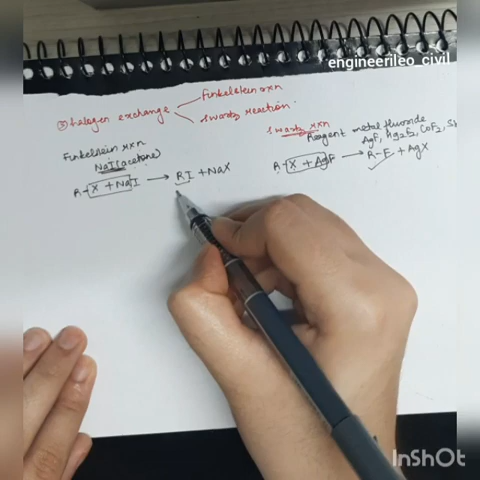 engineerileo_civil
③ halogen exchange
Finkelstein rxn
swartz reaction
Finkelstein rxn
NaI (acetone)
R-X + NaI → RI + NaX
swartz rxn
Reagent metal fluoride
AgF, Hg2F2, CoF2, Sb
R-X + AgF → R-F + AgX
InShOt